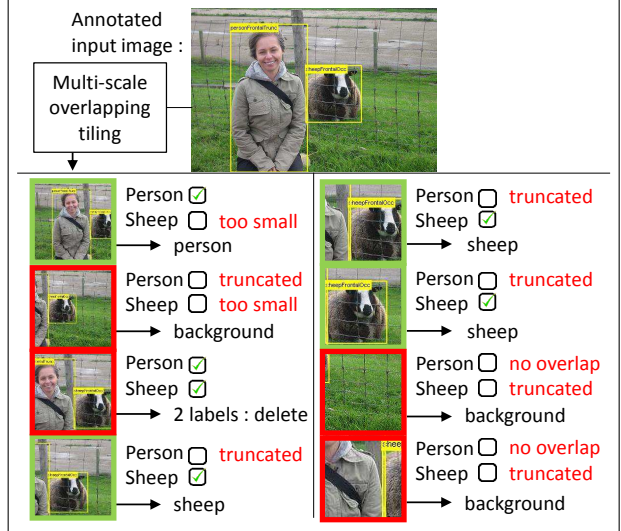 Annotated
input image :
personFrontalTrunc
sheepFrontalOcc
Multi-scale
overlapping
tiling
Person
Sheep too small
person
Person truncated
Sheep too small
background
Person
Sheep
2 labels : delete
Person truncated
Sheep
sheep
sheepFrontalOcc
Person truncated
Sheep
sheep
heepFrontalOcc
Person truncated
Sheep
sheep
Person no overlap
Sheep truncated
background
Person no overlap
Sheep truncated
background